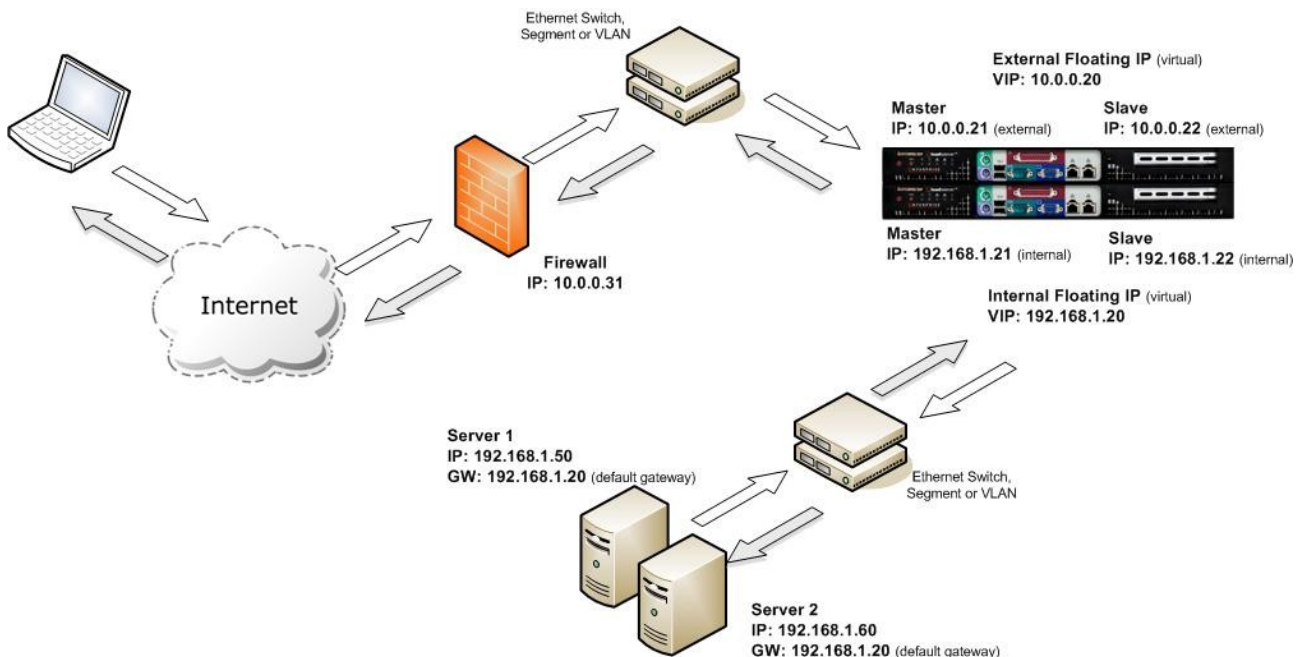 Ethernet Switch,
Segment or VLAN
External Floating IP (virtual)
VIP: 10.0.0.20
Master
IP: 10.0.0.21 (external)
Slave
IP: 10.0.0.22 (external)
Firewall
IP: 10.0.0.31
Internet
Master
IP: 192.168.1.21 (internal)
Slave
IP: 192.168.1.22 (internal)
Internal Floating IP (virtual)
VIP: 192.168.1.20
Server 1
IP: 192.168.1.50
GW: 192.168.1.20 (default gateway)
Ethernet Switch,
Segment or VLAN
Server 2
IP: 192.168.1.60
GW: 192.168.1.20 (default gateway)